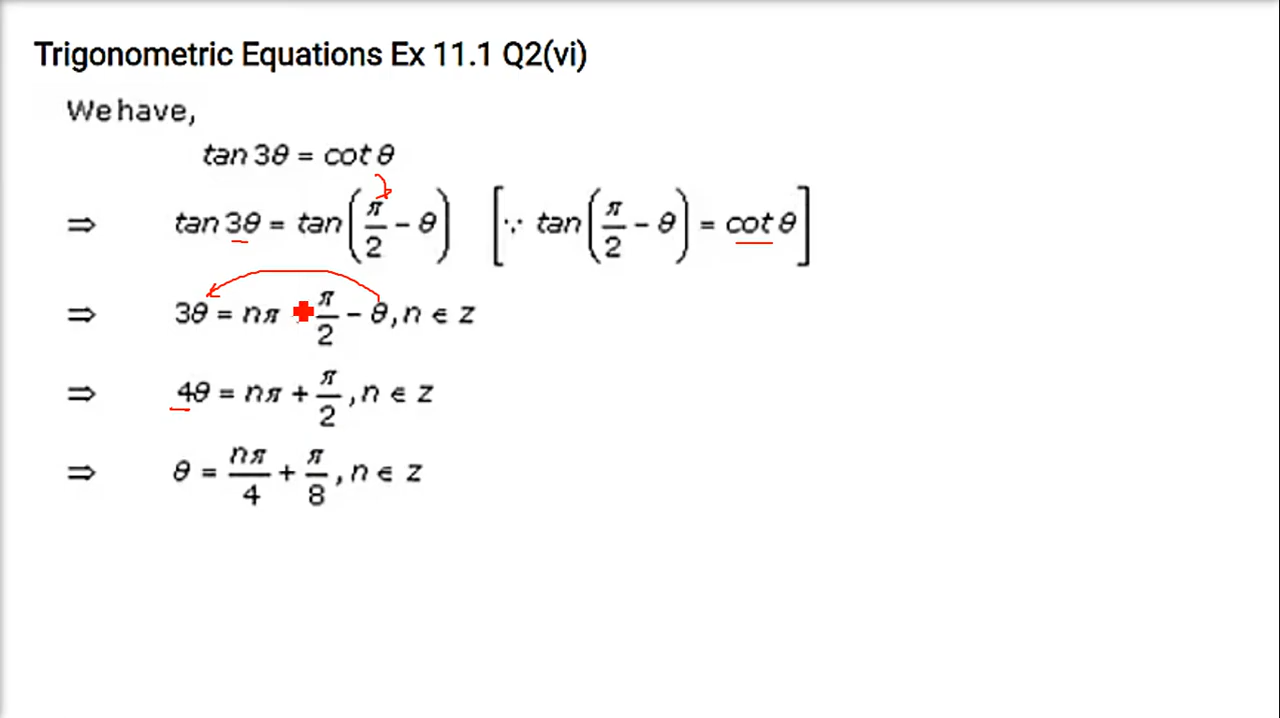 Trigonometric Equations Ex 11.1 Q2(vi)
We have,
tan 3θ = cot θ
⇒ tan 3θ = tan(π/2 − θ) [∵ tan(π/2 − θ) = cot θ]
⇒ 3θ = nπ + π/2 − θ, n ∈ z
⇒ 4θ = nπ + π/2, n ∈ z
⇒ θ = nπ/4 + π/8, n ∈ z